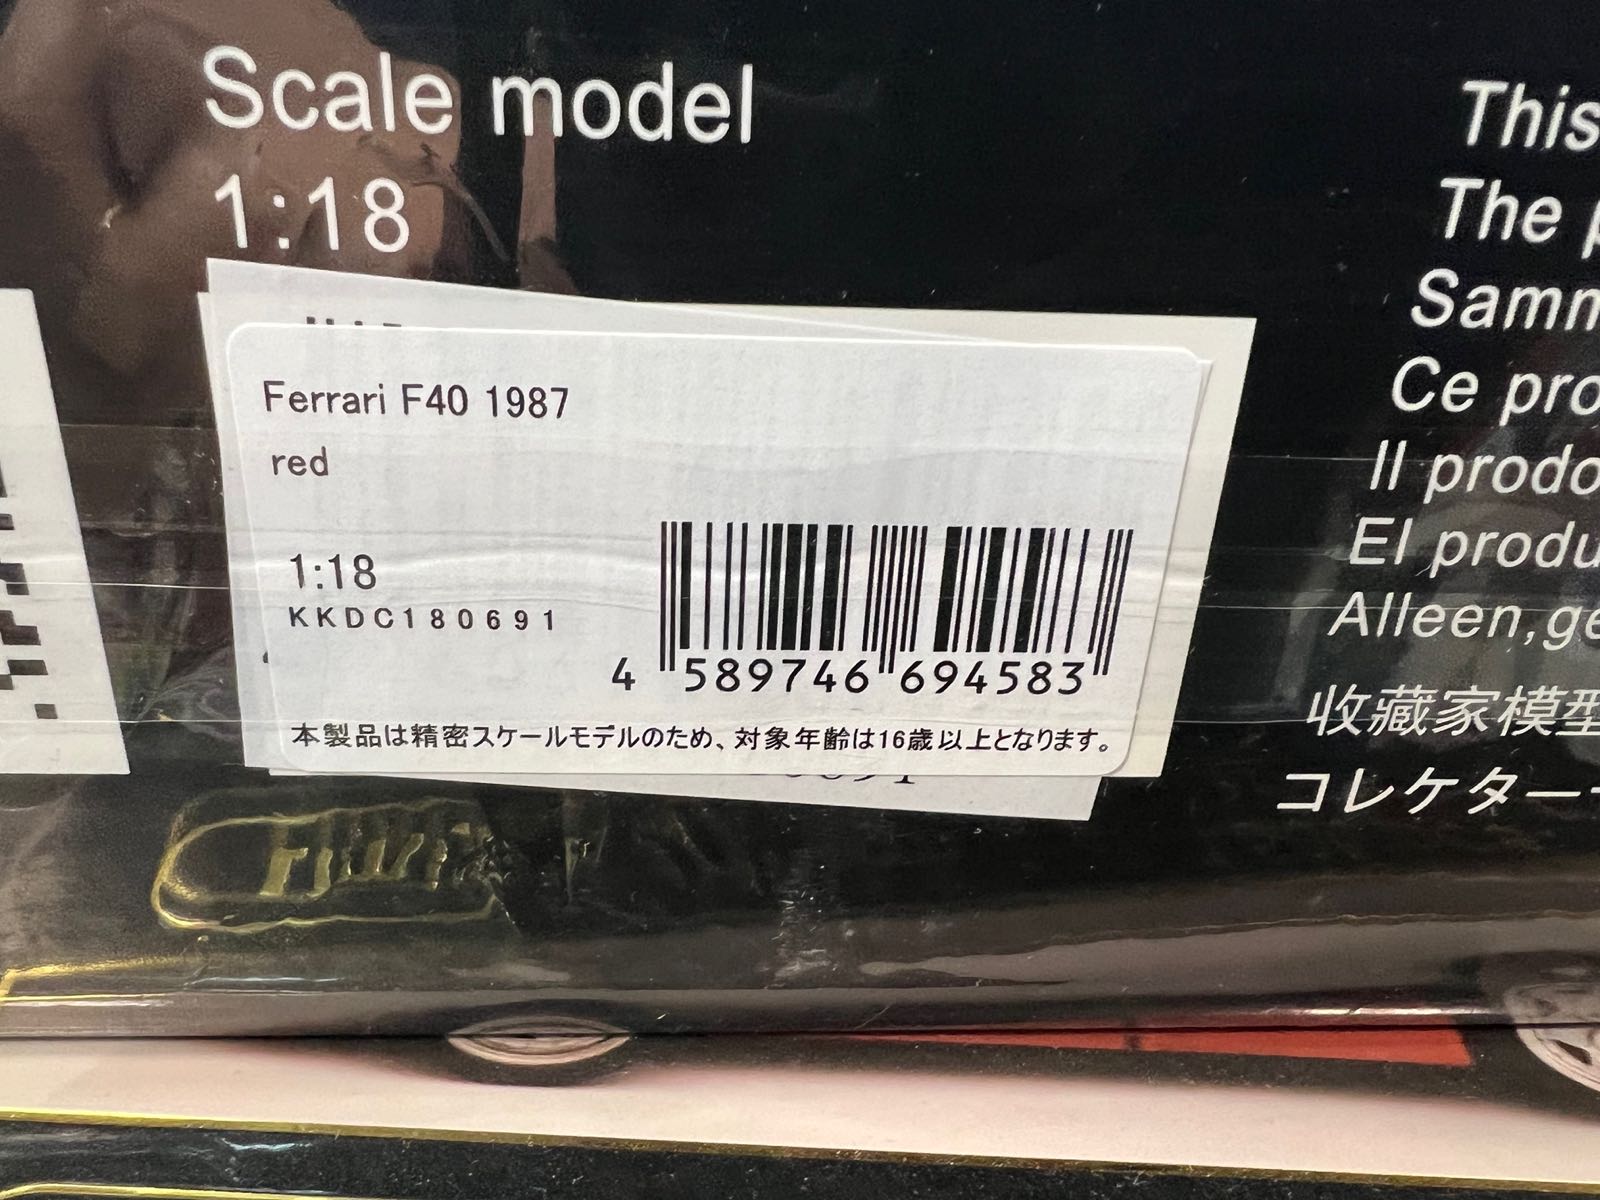 Scale model
1:18
Ferrari F40 1987
red
1:18
KKDC180691
4 589746 694583
本製品は精密スケールモデルのため、対象年齢は16歳以上となります。
This
The
Samm
Ce pro
Il prodo
El produ
Alleen,ge
收藏家模型
コレケター